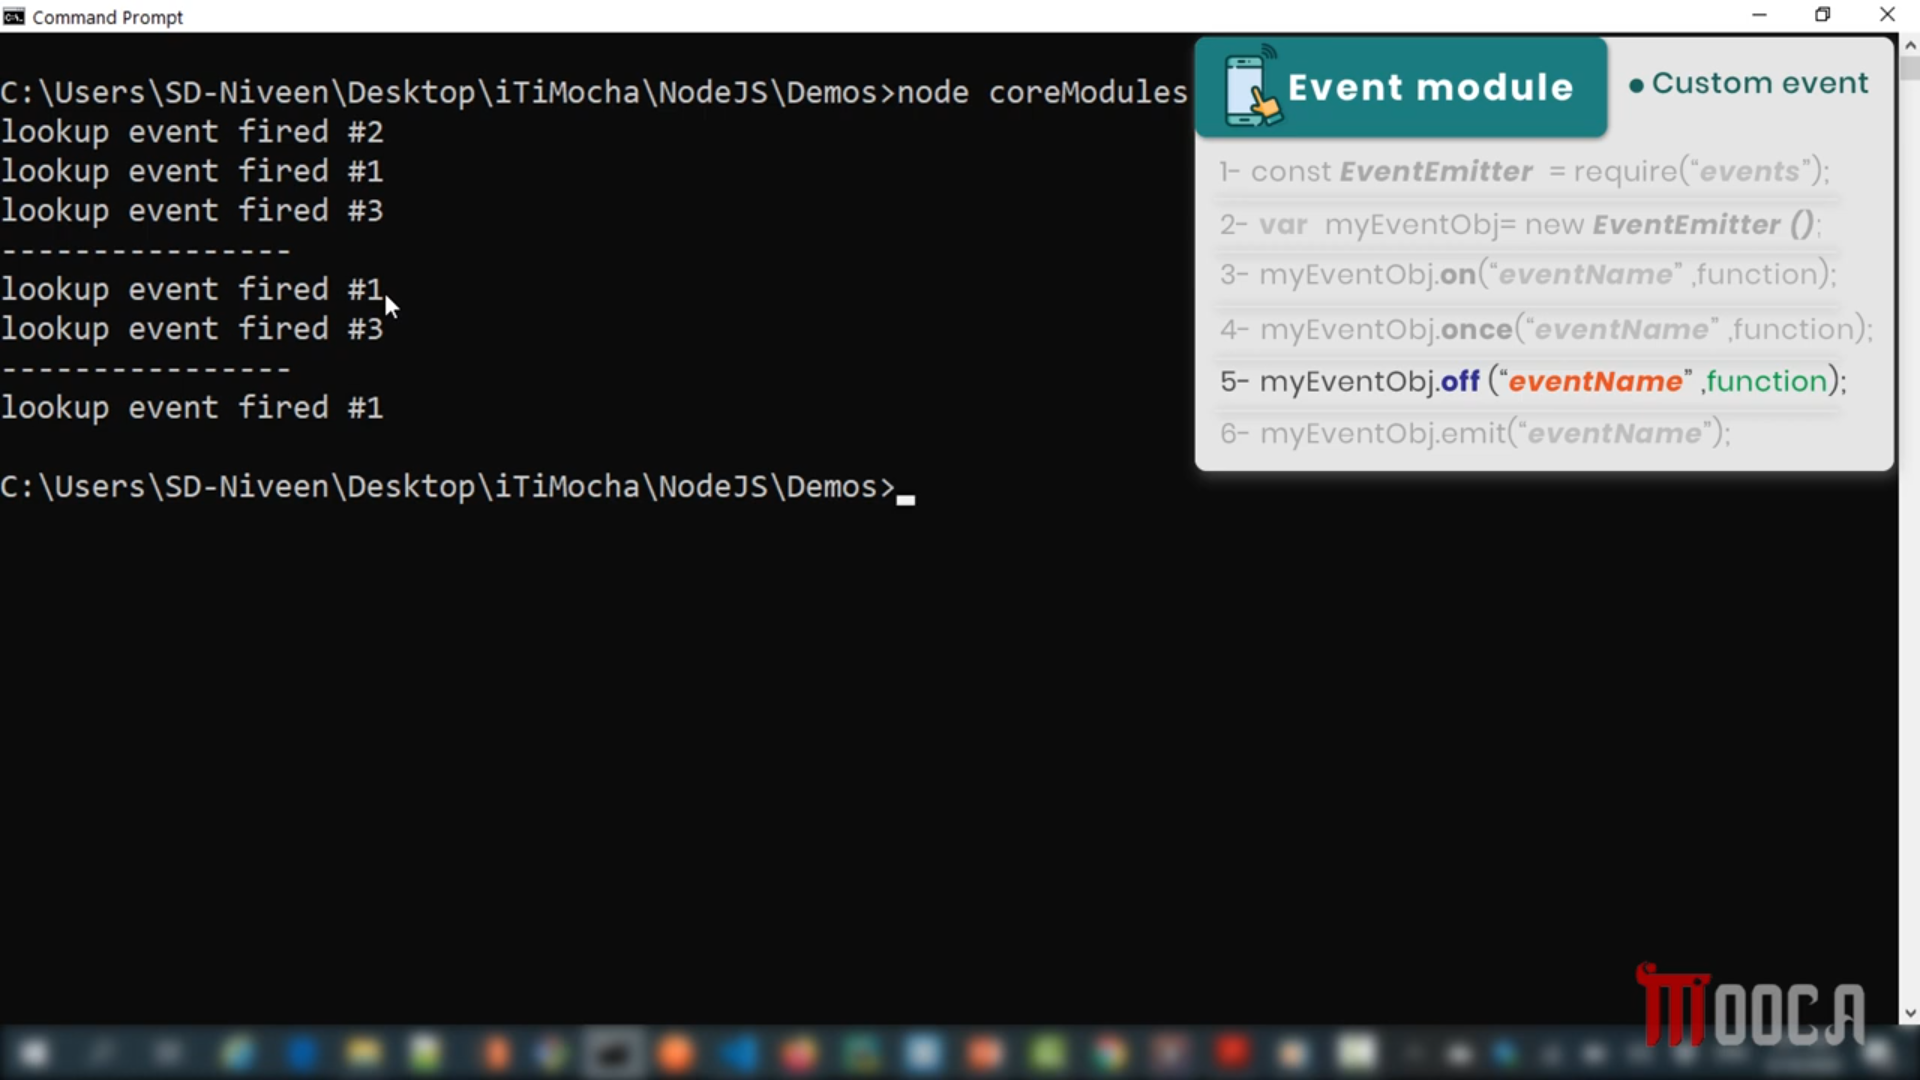 Command Prompt
C:\Users\SD-Niveen\Desktop\iTiMocha\NodeJS\Demos>node coreModules
lookup event fired #2
lookup event fired #1
lookup event fired #3
----------------
lookup event fired #1
lookup event fired #3
----------------
lookup event fired #1
C:\Users\SD-Niveen\Desktop\iTiMocha\NodeJS\Demos>
Event module
• Custom event
1- const EventEmitter = require(“events”);
2- var myEventObj= new EventEmitter ();
3- myEventObj.on(“eventName” ,function);
4- myEventObj.once(“eventName” ,function);
5- myEventObj.off (“eventName” ,function);
6- myEventObj.emit(“eventName”);
MOOCA